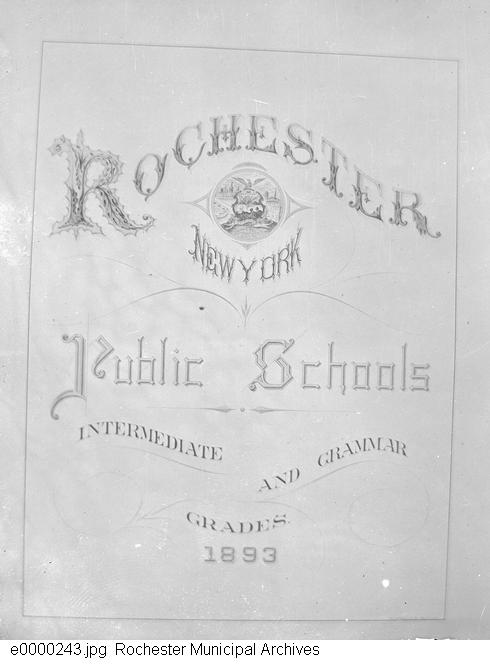 ROCHESTER
NEW YORK
Public Schools
INTERMEDIATE AND GRAMMAR
GRADES.
1893
e0000243.jpg Rochester Municipal Archives